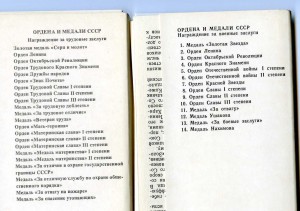 ОРДЕНА И МЕДАЛИ СССР
Награждение за трудовые заслуги
Золотая медаль «Серп и молот»
Орден Ленина
Орден Октябрьской Революции
Орден Трудового Красного Знамени
Орден Дружбы народов
Орден «Знак Почета»
Орден Трудовой Славы I степени
Орден Трудовой Славы II степени
Орден Трудовой Славы III степени
Медаль «За трудовую доблесть»
Медаль «За трудовое отличие»
Медаль «Ветеран труда»
Орден «Мать-героиня»
Орден «Материнская слава» I степени
Орден «Материнская слава» II степени
Орден «Материнская слава» III степени
Медаль «Медаль материнства» I степени
Медаль «Медаль материнства» II степени
Медаль «За отличие в охране государственной
границы СССР»
Медаль «За отличную службу по охране обще-
ственного порядка»
Медаль «За отвагу на пожаре»
Медаль «За спасение утопающих»
ОРДЕНА И МЕДАЛИ СССР
Награждение за военные заслуги
1. Медаль «Золотая Звезда»
2. Орден Ленина
3. Орден Октябрьской Революции
4. Орден Красного Знамени
5. Орден Отечественной войны I степени
6. Орден Отечественной войны II степени
7. Орден Красной Звезды
8. Орден Славы I степени
9. Орден Славы II степени
10. Орден Славы III степени
11. Медаль «За отвагу»
12. Медаль Ушакова
13. Медаль «За боевые заслуги»
14. Медаль Нахимова